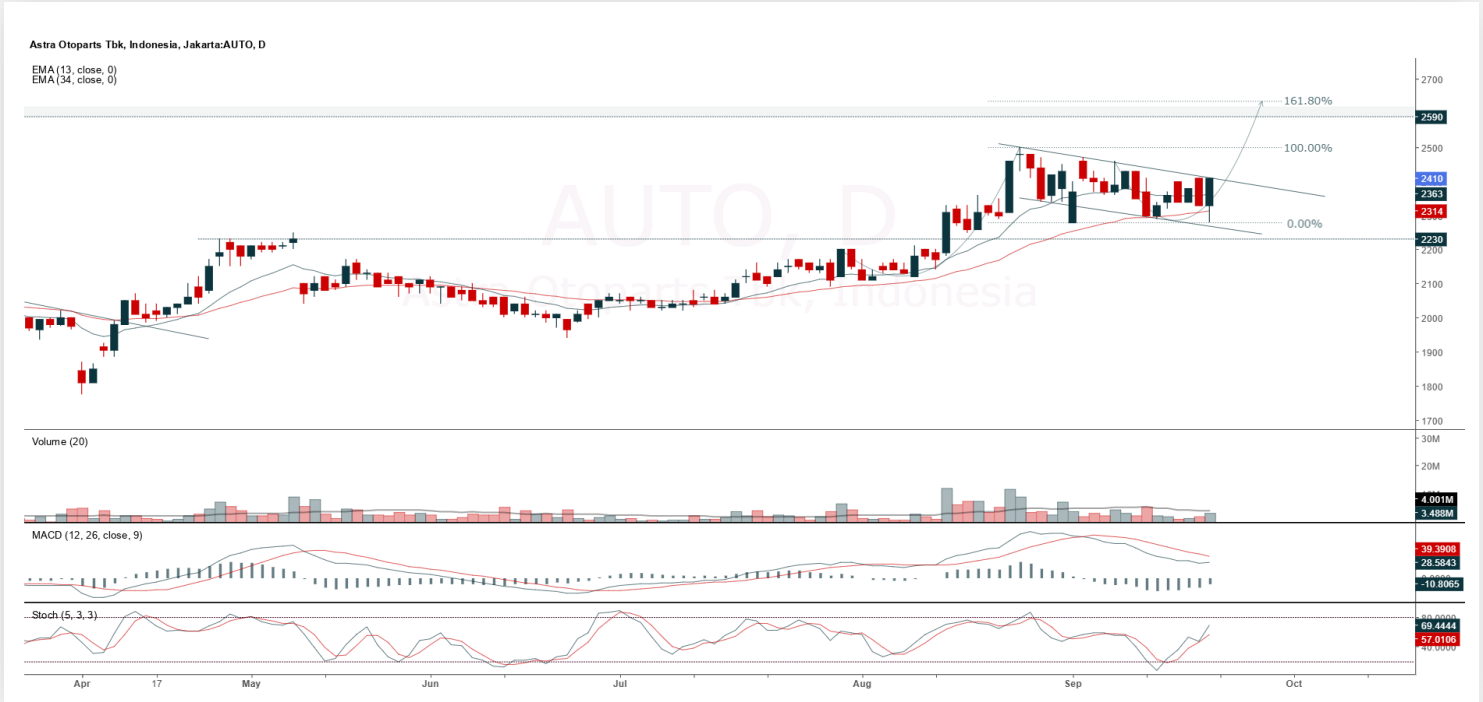 Astra Otoparts Tbk, Indonesia, Jakarta:AUTO, D
EMA (13, close, 0)
EMA (34, close, 0)
AUTO, D
Indonesia
161.80%
100.00%
0.00%
2700
2590
2500
2410
2363
2314
2230
2200
2100
2000
1900
1800
1700
Volume (20)
30M
20M
4.001M
3.488M
MACD (12, 26, close, 9)
39.3908
28.5843
-10.8065
Stoch (5, 3, 3)
69.4444
57.0106
40.0000
Apr 17 May Jun Jul Aug Sep Oct